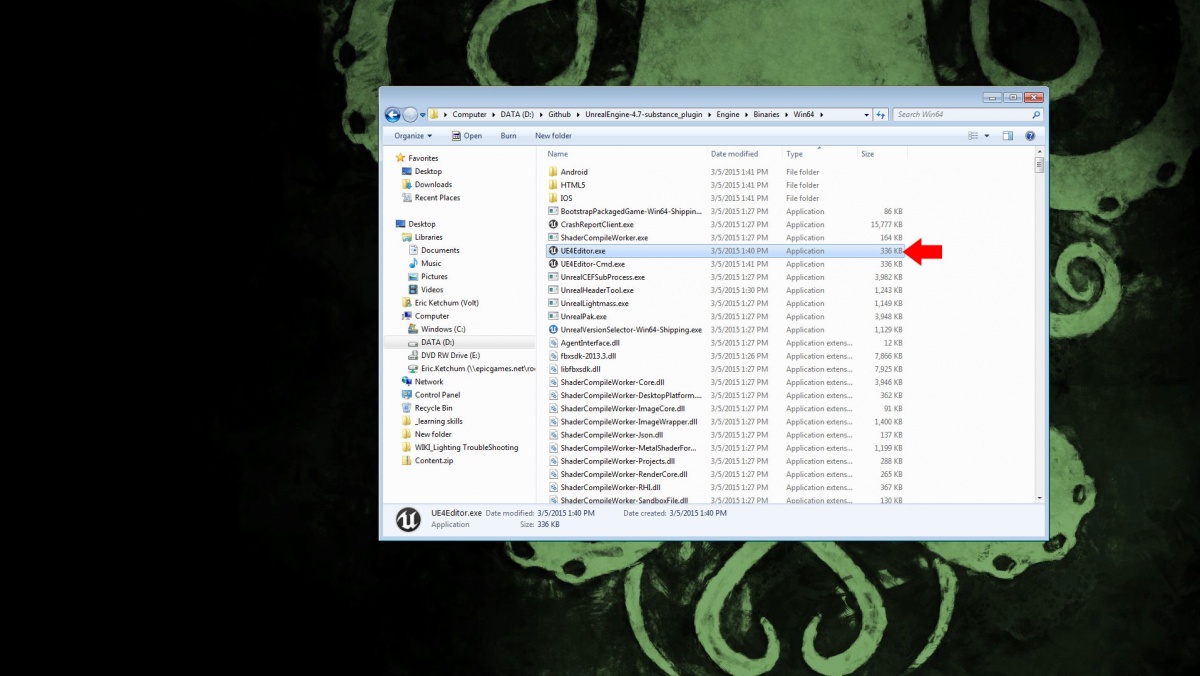 Computer DATA (D:) Github UnrealEngine-4.7-substance_plugin Engine Binaries Win64 Search Win64
Organize Open Burn New folder
Favorites
Desktop
Downloads
Recent Places
Desktop
Libraries
Documents
Music
Pictures
Videos
Eric Ketchum (Volt)
Computer
Windows (C:)
DATA (D:)
DVD RW Drive (E:)
Eric.Ketchum (\\epicgames.net\ro
Network
Control Panel
Recycle Bin
_learning skills
New folder
WIKI_Lighting TroubleShooting
Content.zip
Name Date modified Type Size
Android 3/5/2015 1:41 PM File folder
HTML5 3/5/2015 1:41 PM File folder
IOS 3/5/2015 1:41 PM File folder
BootstrapPackagedGame-Win64-Shippin... 3/5/2015 1:27 PM Application 86 KB
CrashReportClient.exe 3/5/2015 1:27 PM Application 15,777 KB
ShaderCompileWorker.exe 3/5/2015 1:27 PM Application 164 KB
UE4Editor.exe 3/5/2015 1:40 PM Application 336 KB
UE4Editor-Cmd.exe 3/5/2015 1:41 PM Application 336 KB
UnrealCEFSubProcess.exe 3/5/2015 1:27 PM Application 3,982 KB
UnrealHeaderTool.exe 3/5/2015 1:30 PM Application 1,243 KB
UnrealLightmass.exe 3/5/2015 1:27 PM Application 1,149 KB
UnrealPak.exe 3/5/2015 1:27 PM Application 3,948 KB
UnrealVersionSelector-Win64-Shipping.exe 3/5/2015 1:27 PM Application 1,129 KB
AgentInterface.dll 3/5/2015 1:27 PM Application extens... 12 KB
fbxsdk-2013.3.dll 3/5/2015 1:26 PM Application extens... 7,866 KB
libfbxsdk.dll 3/5/2015 1:27 PM Application extens... 7,925 KB
ShaderCompileWorker-Core.dll 3/5/2015 1:27 PM Application extens... 3,946 KB
ShaderCompileWorker-DesktopPlatform.... 3/5/2015 1:27 PM Application extens... 362 KB
ShaderCompileWorker-ImageCore.dll 3/5/2015 1:27 PM Application extens... 91 KB
ShaderCompileWorker-ImageWrapper.dll 3/5/2015 1:27 PM Application extens... 1,400 KB
ShaderCompileWorker-Json.dll 3/5/2015 1:27 PM Application extens... 137 KB
ShaderCompileWorker-MetalShaderFor... 3/5/2015 1:27 PM Application extens... 1,199 KB
ShaderCompileWorker-Projects.dll 3/5/2015 1:27 PM Application extens... 288 KB
ShaderCompileWorker-RenderCore.dll 3/5/2015 1:27 PM Application extens... 265 KB
ShaderCompileWorker-RHI.dll 3/5/2015 1:27 PM Application extens... 367 KB
ShaderCompileWorker-SandboxFile.dll 3/5/2015 1:27 PM Application extens... 130 KB
UE4Editor.exe Date modified: 3/5/2015 1:40 PM Date created: 3/5/2015 1:40 PM
Application Size: 336 KB